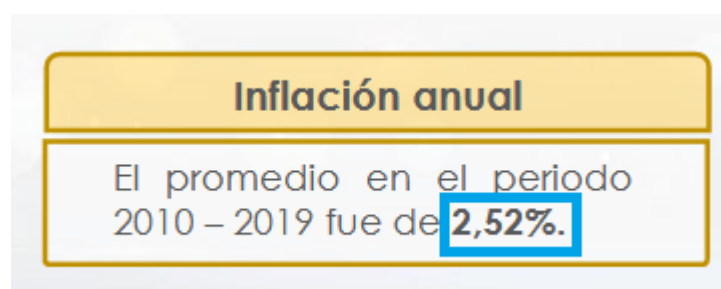 Inflación anual
El promedio en el periodo
2010 – 2019 fue de 2,52%.